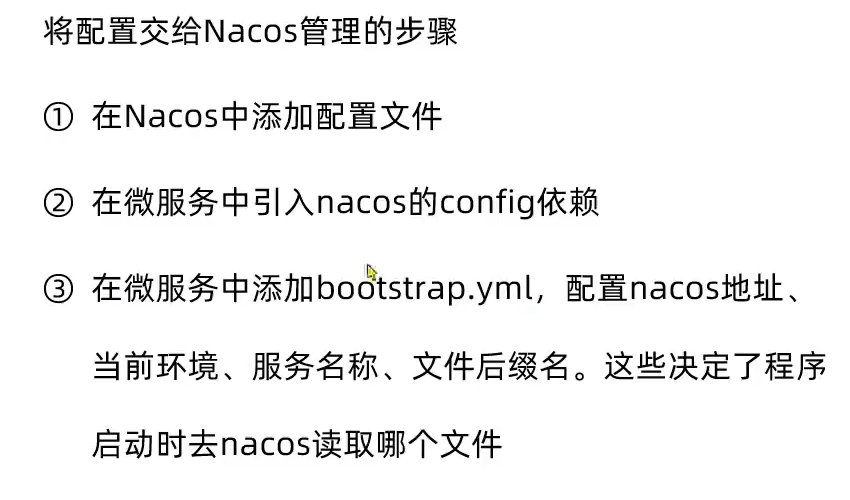 将配置交给Nacos管理的步骤
① 在Nacos中添加配置文件
② 在微服务中引入nacos的config依赖
③ 在微服务中添加bootstrap.yml，配置nacos地址、
当前环境、服务名称、文件后缀名。这些决定了程序
启动时去nacos读取哪个文件